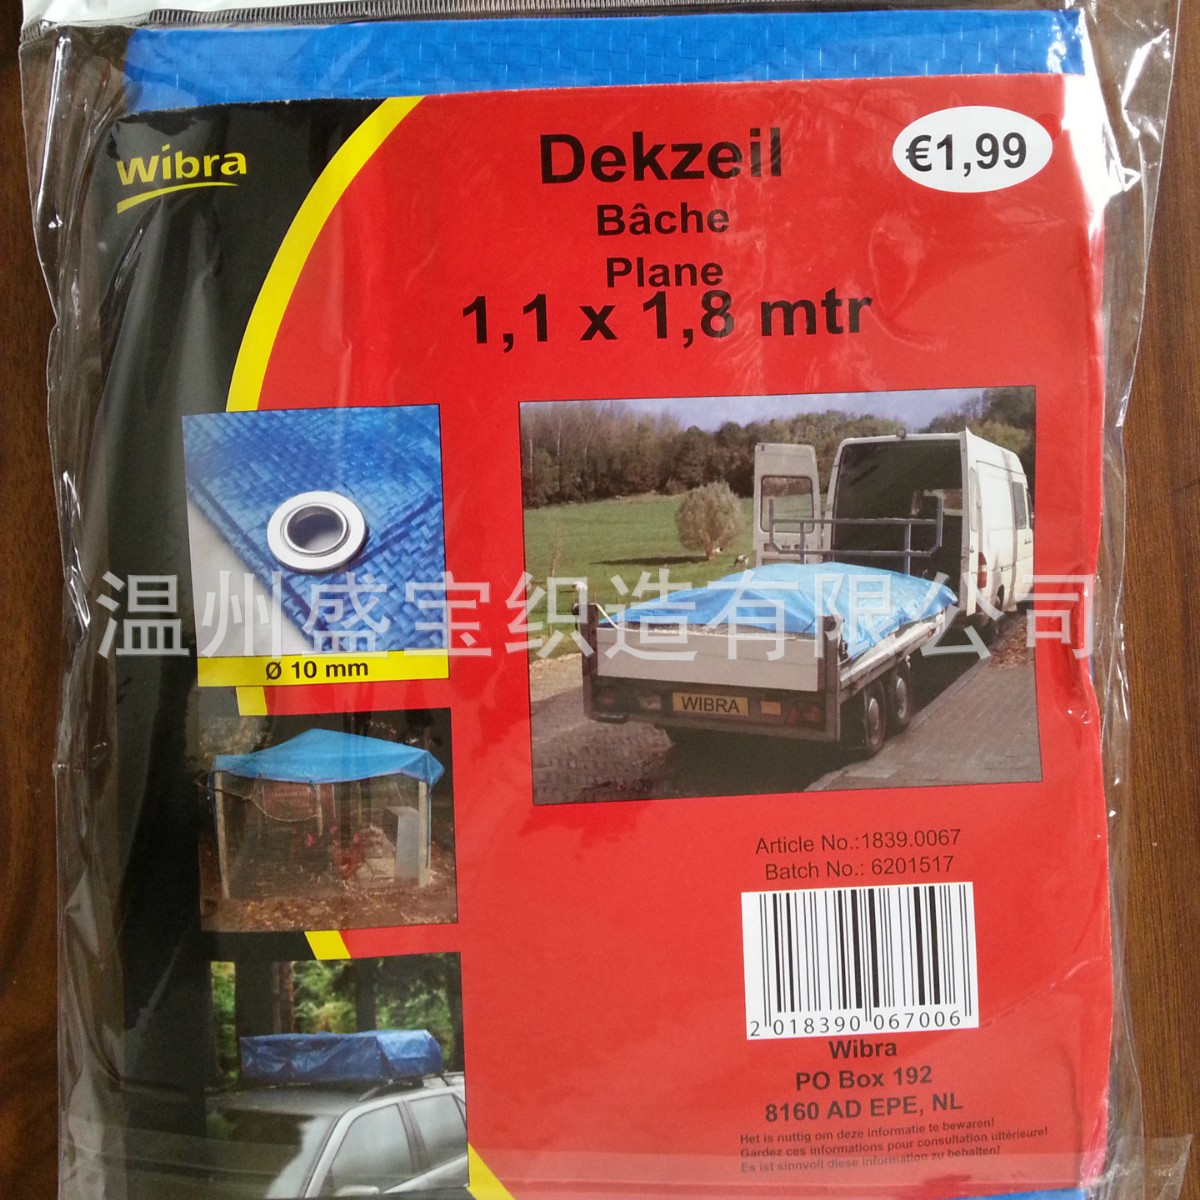 Wibra
Dekzeil
€1,99
Bâche
Plane
1,1 x 1,8 mtr
温州盛宝织造有限公司
Ø 10 mm
WIBRA
Article No.:1839.0067
Batch No.: 6201517
2 018390 067006
Wibra
PO Box 192
8160 AD EPE, NL
Het is nuttig om deze informatie te bewaren!
Gardez ces informations pour consultation ultérieure!
Es ist sinnvoll diese information zu behalten!